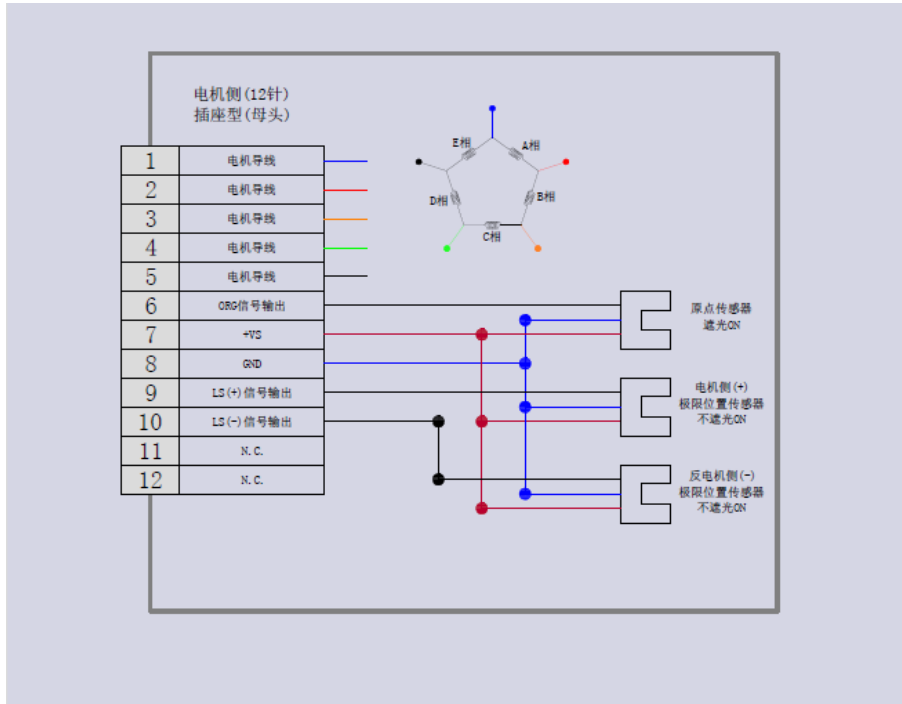 电机侧(12针)
插座型(母头)
1 电机导线
2 电机导线
3 电机导线
4 电机导线
5 电机导线
6 ORG信号输出
7 +VS
8 GND
9 LS(+)信号输出
10 LS(-)信号输出
11 N.C.
12 N.C.
E相
A相
D相
B相
C相
原点传感器
遮光ON
电机侧(+)
极限位置传感器
不遮光ON
反电机侧(-)
极限位置传感器
不遮光ON